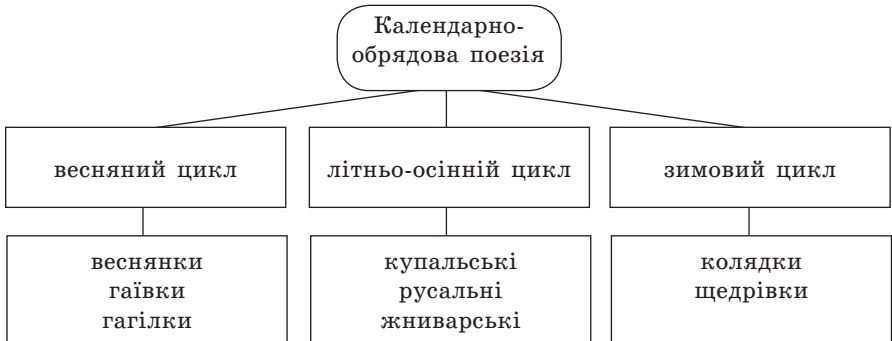 Календарно-
обрядова поезія
весняний цикл
літньо-осінній цикл
зимовий цикл
веснянки
гаївки
гагілки
купальські
русальні
жниварські
колядки
щедрівки